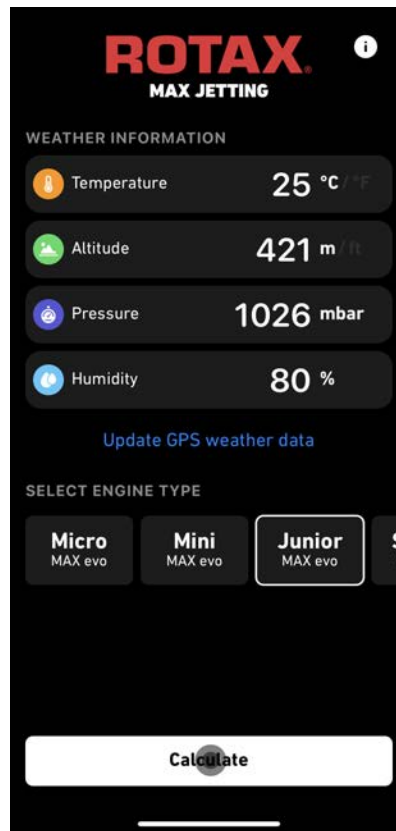 ROTAX
MAX JETTING
WEATHER INFORMATION
Temperature 25 °C / °F
Altitude 421 m / ft
Pressure 1026 mbar
Humidity 80 %
Update GPS weather data
SELECT ENGINE TYPE
Micro Mini Junior
MAX evo MAX evo MAX evo
Calculate